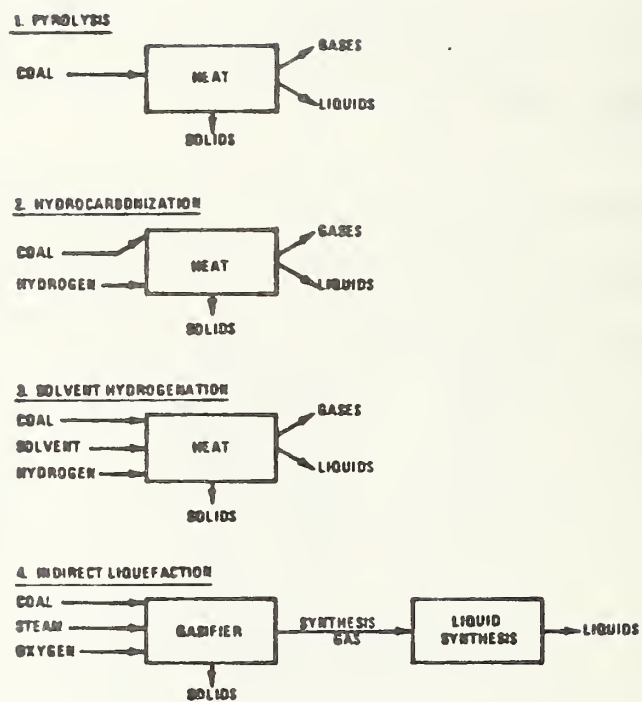 1. PYROLYSIS
GASES
COAL
HEAT
LIQUIDS
SOLIDS
2. HYDROCARBONIZATION
GASES
COAL
HEAT
HYDROGEN
LIQUIDS
SOLIDS
3. SOLVENT HYDROGENATION
COAL
GASES
SOLVENT
HEAT
HYDROGEN
LIQUIDS
SOLIDS
4. INDIRECT LIQUEFACTION
COAL
STEAM
OXYGEN
GASIFIER
SYNTHESIS
GAS
LIQUID
SYNTHESIS
LIQUIDS
SOLIDS